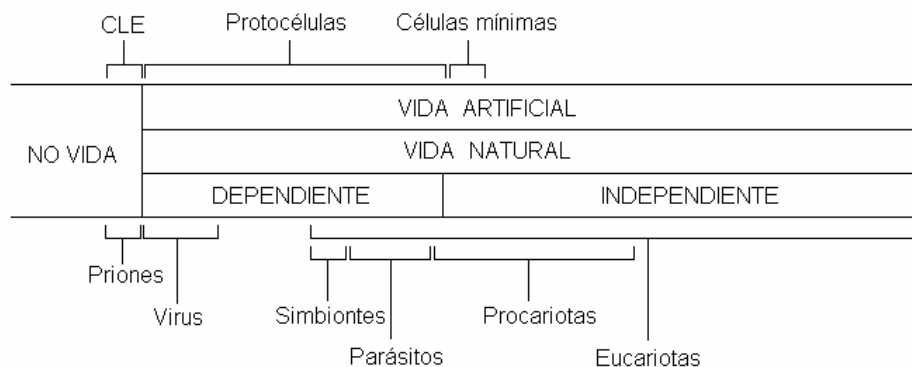 CLE Protocélulas Células mínimas
VIDA ARTIFICIAL
NO VIDA
VIDA NATURAL
DEPENDIENTE INDEPENDIENTE
Priones
Virus Simbiontes Procariotas
Parásitos Eucariotas